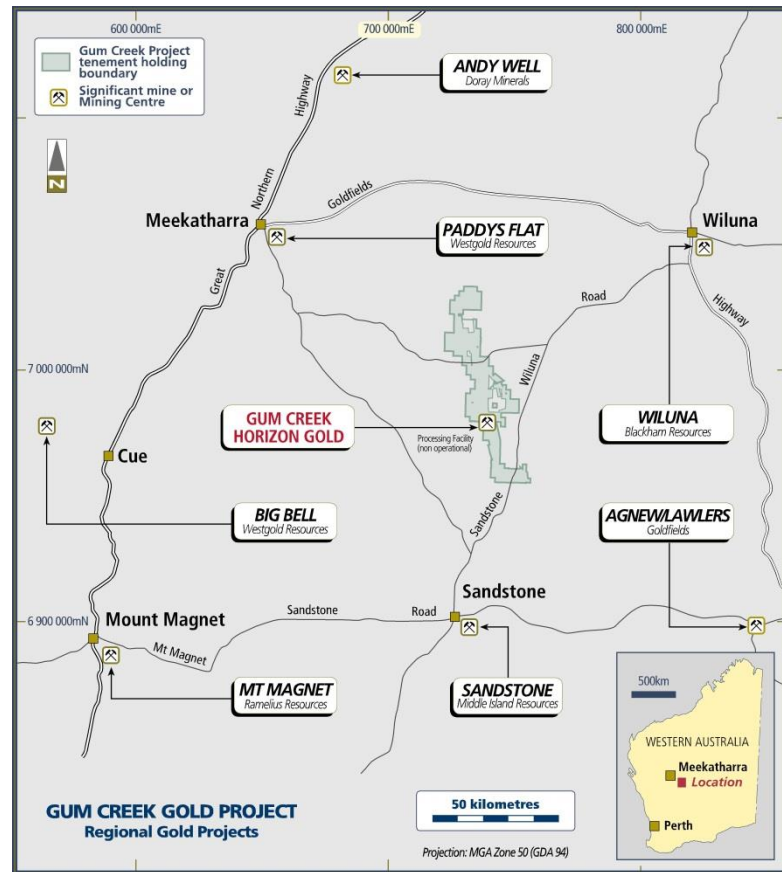 600 000mE
700 000mE
800 000mE
Gum Creek Project
tenement holding
boundary
Significant mine or
Mining Centre
N
ANDY WELL
Doray Minerals
Highway
Northern
Goldfields
Meekatharra
Wiluna
PADDYS FLAT
Westgold Resources
Great
Road
Highway
7 000 000mN
Wiluna
GUM CREEK
HORIZON GOLD
Processing Facility
(non operational)
WILUNA
Blackham Resources
Cue
BIG BELL
Westgold Resources
Sandstone
AGNEW/LAWLERS
Goldfields
Sandstone
6 900 000mN
Mount Magnet
Sandstone
Road
Mt Magnet
MT MAGNET
Ramelius Resources
SANDSTONE
Middle Island Resources
500km
WESTERN AUSTRALIA
Meekatharra
Location
Perth
GUM CREEK GOLD PROJECT
Regional Gold Projects
50 kilometres
Projection: MGA Zone 50 (GDA 94)